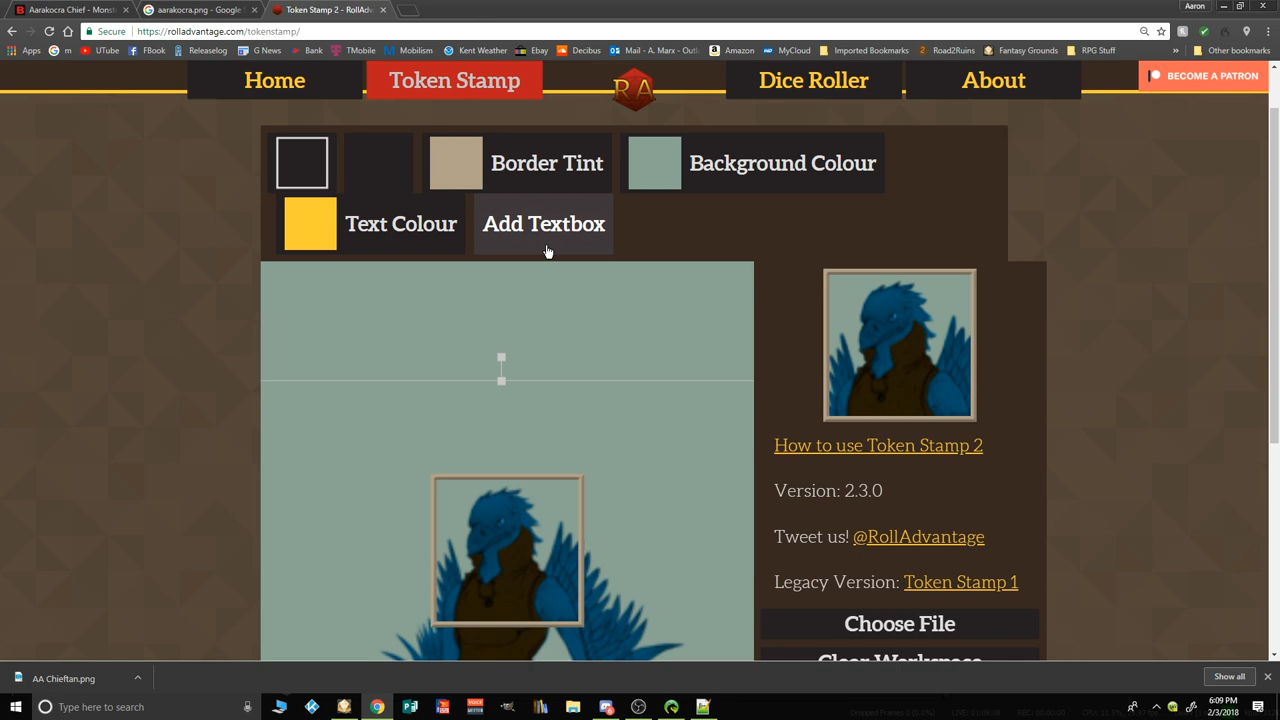 Aarakocra Chief - Monst
aarakocra.png - Google S
Token Stamp 2 - RollAdva
Aaron
Secure
https://rolladvantage.com/tokenstamp/
Apps
m
UTube
FBook
Releaselog
G News
Bank
TMobile
Mobilism
Kent Weather
Ebay
Decibus
Mail - A. Marx - Outl
Amazon
MyCloud
Imported Bookmarks
Road2Ruins
Fantasy Grounds
RPG Stuff
»
Other bookmarks
Home
Token Stamp
RA
Dice Roller
About
BECOME A PATRON
Border Tint
Background Colour
Text Colour
Add Textbox
How to use Token Stamp 2
Version: 2.3.0
Tweet us! @RollAdvantage
Legacy Version: Token Stamp 1
Choose File
Clear Workspace
AA Chieftan.png
Show all
Type here to search
6:09 PM
2/3/2018